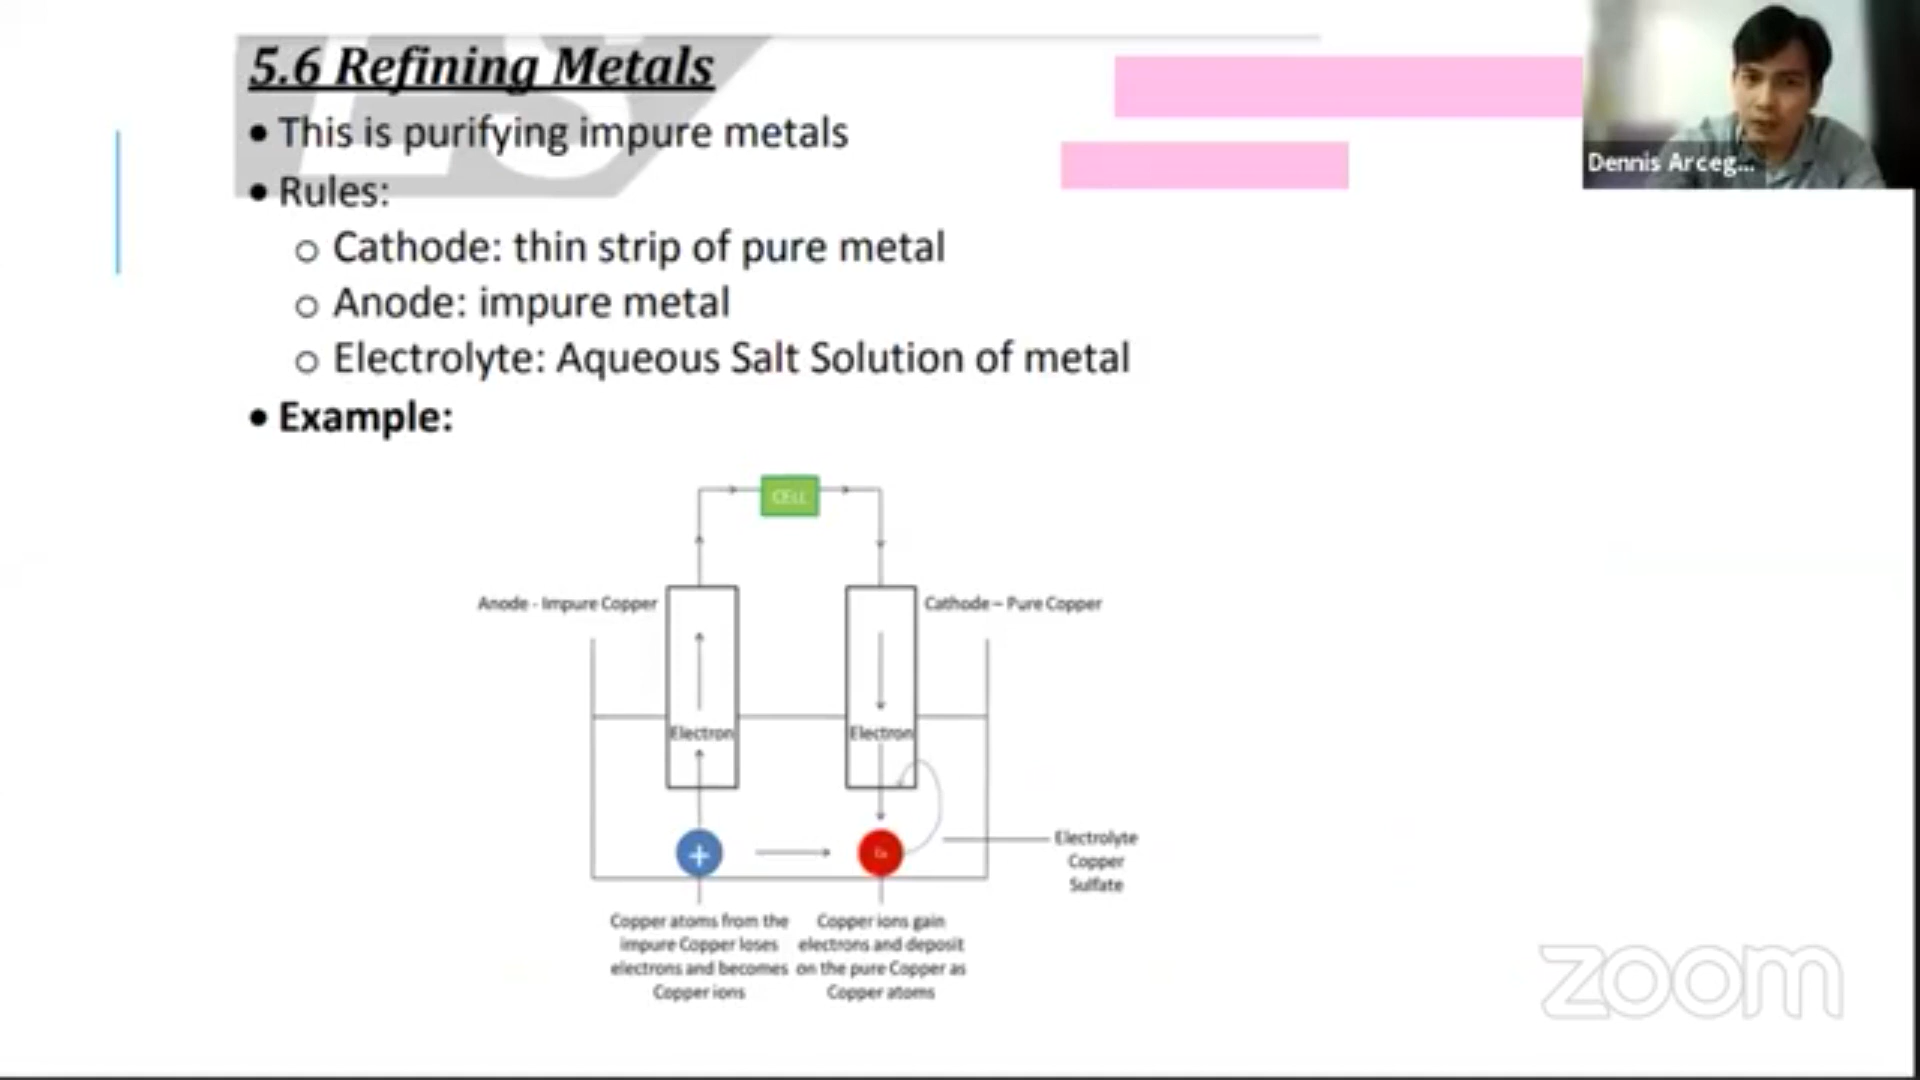 5.6 Refining Metals
• This is purifying impure metals
• Rules:
o Cathode: thin strip of pure metal
o Anode: impure metal
o Electrolyte: Aqueous Salt Solution of metal
• Example:
CELL
Anode - Impure Copper
Cathode – Pure Copper
Electron
Electron
+
Electrolyte
Copper
Sulfate
Copper atoms from the
impure Copper loses
electrons and becomes
Copper ions
Copper ions gain
electrons and deposit
on the pure Copper as
Copper atoms
Dennis Arceg...
zoom